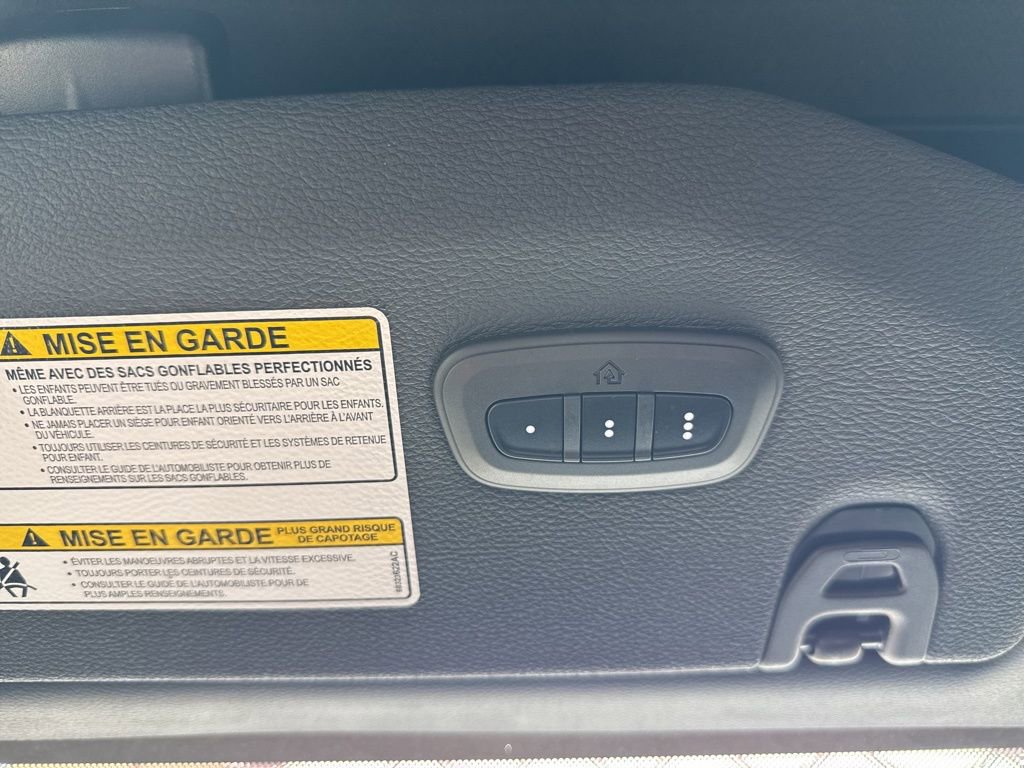 MISE EN GARDE
MÊME AVEC DES SACS GONFLABLES PERFECTIONNÉS
• LES ENFANTS PEUVENT ÊTRE TUÉS OU GRAVEMENT BLESSÉS PAR UN SAC
GONFLABLE.
• LA BLANQUETTE ARRIÈRE EST LA PLACE LA PLUS SÉCURITAIRE POUR LES ENFANTS.
• NE JAMAIS PLACER UN SIÈGE POUR ENFANT ORIENTÉ VERS L'ARRIÈRE À L'AVANT
DU VÉHICULE.
• TOUJOURS UTILISER LES CEINTURES DE SÉCURITÉ ET LES SYSTÈMES DE RETENUE
POUR ENFANT.
• CONSULTER LE GUIDE DE L'AUTOMOBILISTE POUR OBTENIR PLUS DE
RENSEIGNEMENTS SUR LES SACS GONFLABLES.
MISE EN GARDE PLUS GRAND RISQUE
DE CAPOTAGE
• ÉVITER LES MANOEUVRES ABRUPTES ET LA VITESSE EXCESSIVE.
• TOUJOURS PORTER LES CEINTURES DE SÉCURITÉ.
• CONSULTER LE GUIDE DE L'AUTOMOBILISTE POUR DE
PLUS AMPLES RENSEIGNEMENTS.